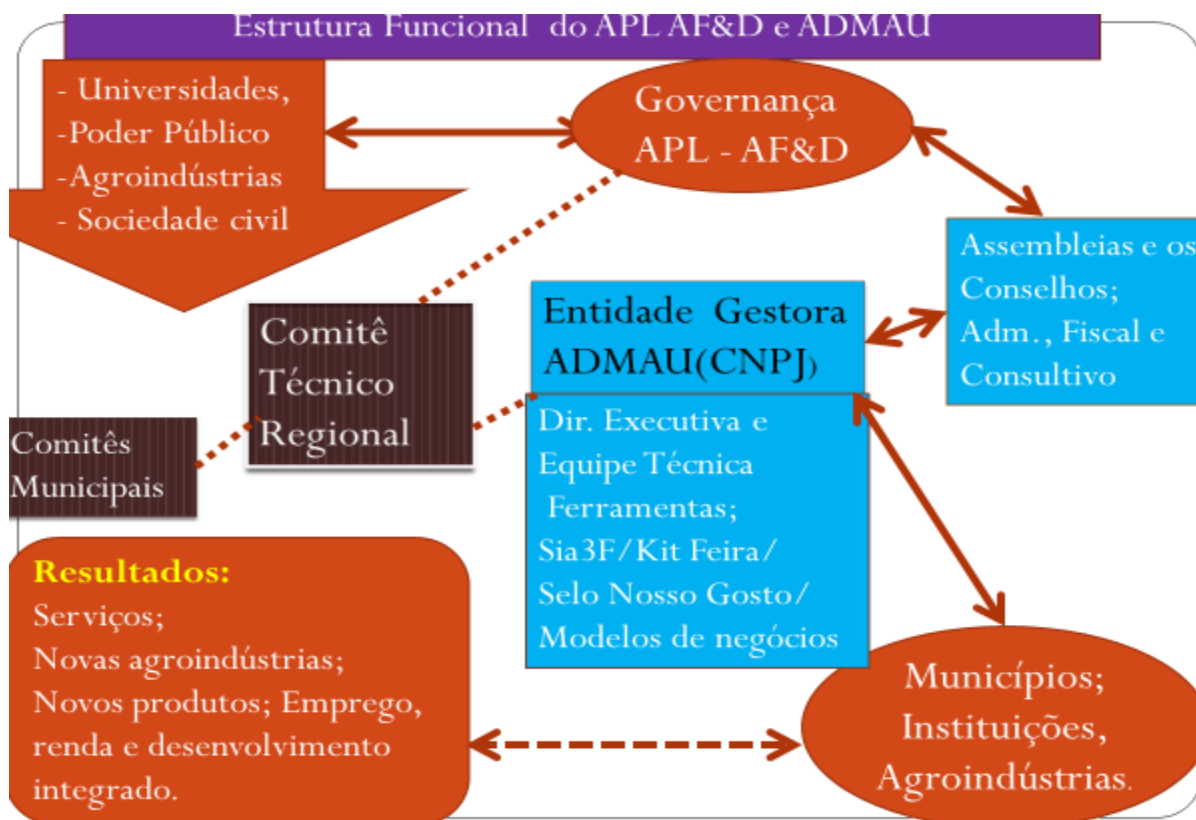 Estrutura Funcional do APL AF&D e ADMAU
- Universidades,
-Poder Público
-Agroindústrias
- Sociedade civil
Governança
APL - AF&D
Assembleias e os
Conselhos;
Adm., Fiscal e
Consultivo
Comitê
Técnico
Regional
Entidade Gestora
ADMAU(CNPJ)
Dir. Executiva e
Equipe Técnica
Ferramentas;
Sia3F/Kit Feira/
Selo Nosso Gosto/
Modelos de negócios
Comitês
Municipais
Resultados:
Serviços;
Novas agroindústrias;
Novos produtos; Emprego,
renda e desenvolvimento
integrado.
Municípios;
Instituições,
Agroindústrias.